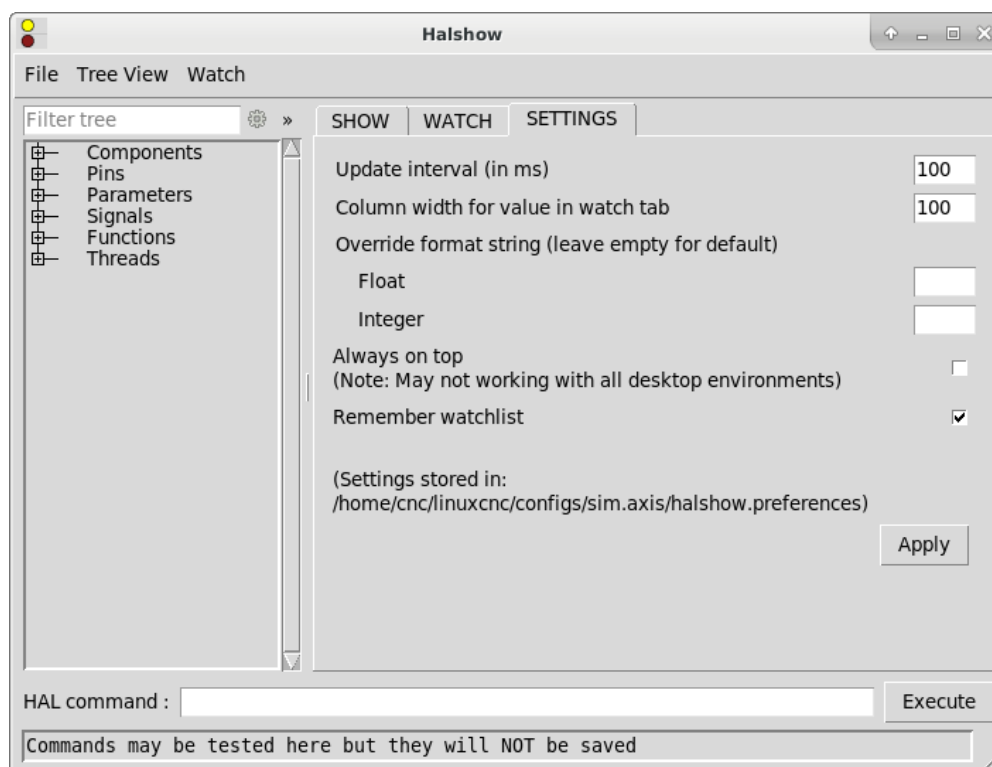 Halshow
File Tree View Watch
Filter tree »
SHOW WATCH SETTINGS
Components
Pins
Parameters
Signals
Functions
Threads
Update interval (in ms) 100
Column width for value in watch tab 100
Override format string (leave empty for default)
Float
Integer
Always on top
(Note: May not working with all desktop environments)
Remember watchlist
(Settings stored in:
/home/cnc/linuxcnc/configs/sim.axis/halshow.preferences)
Apply
HAL command :
Execute
Commands may be tested here but they will NOT be saved